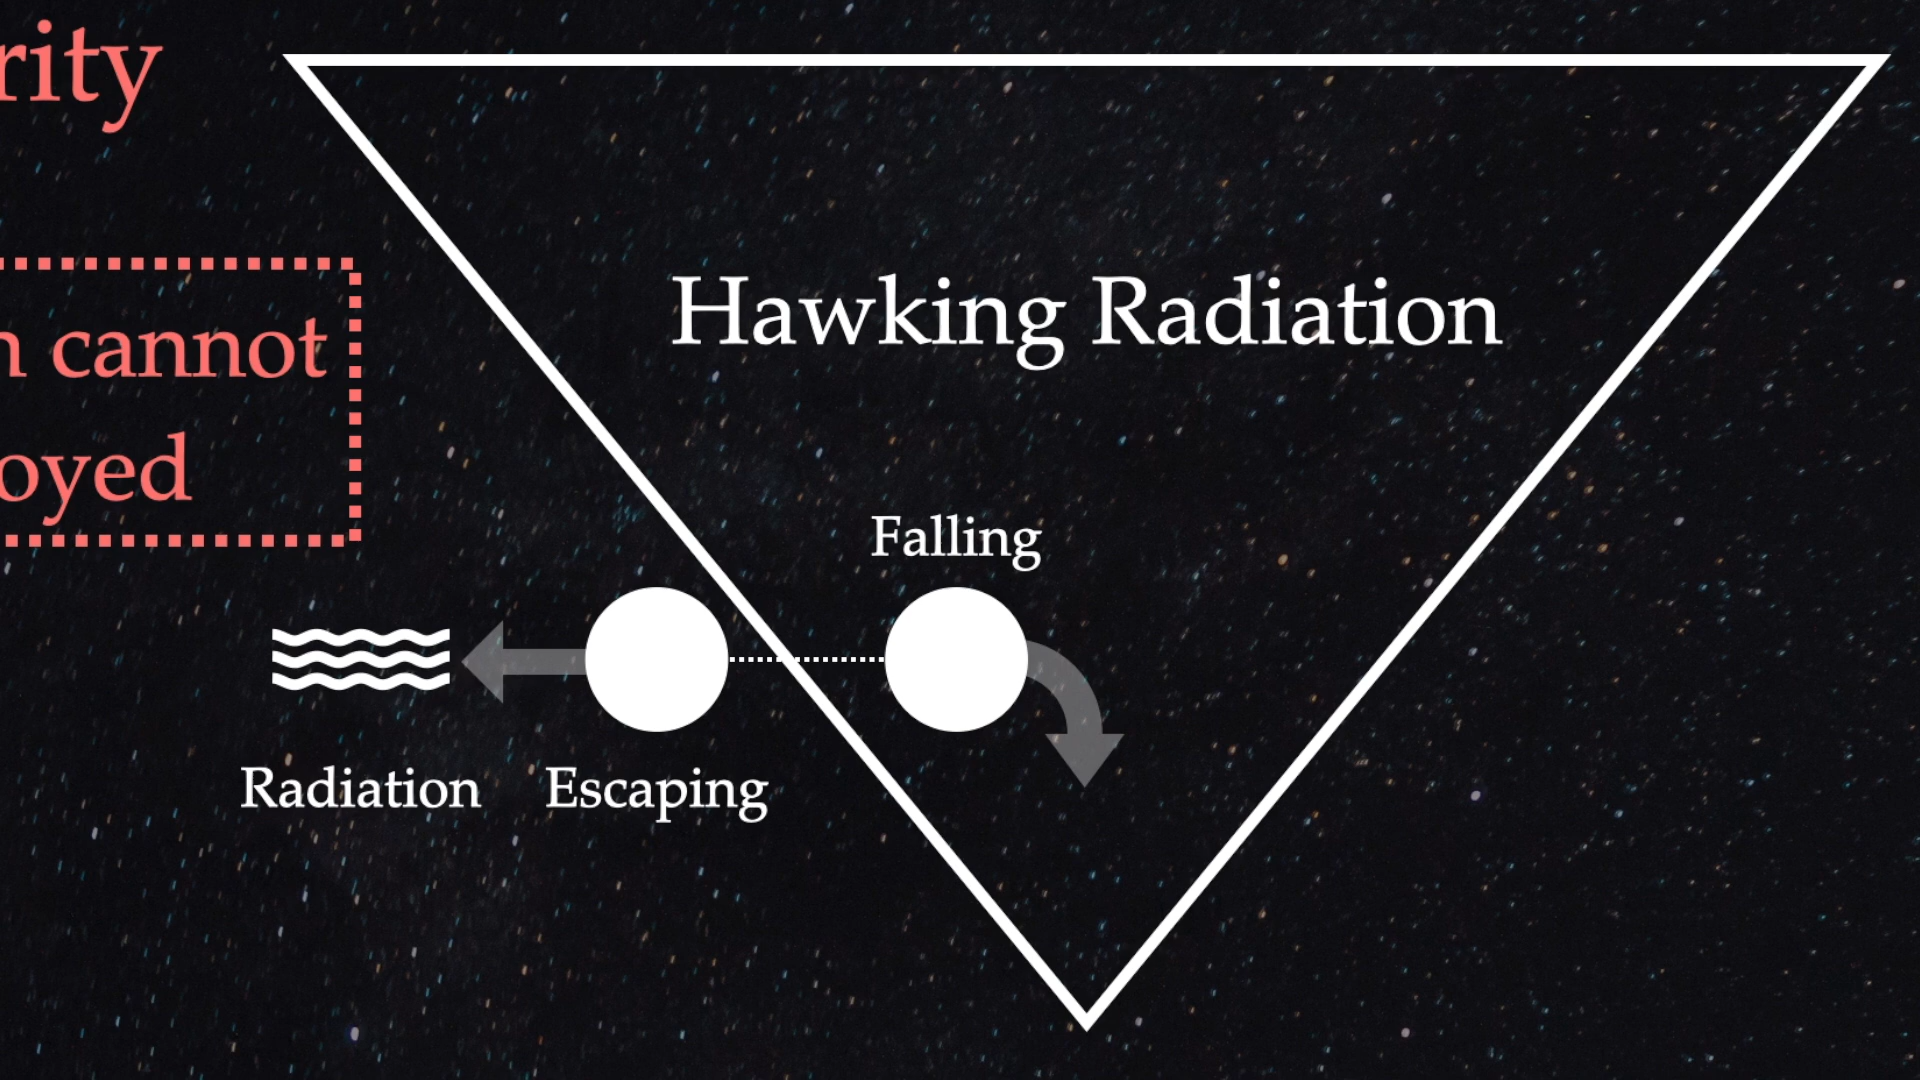 rity
Hawking Radiation
n cannot
oyed
Falling
Radiation
Escaping